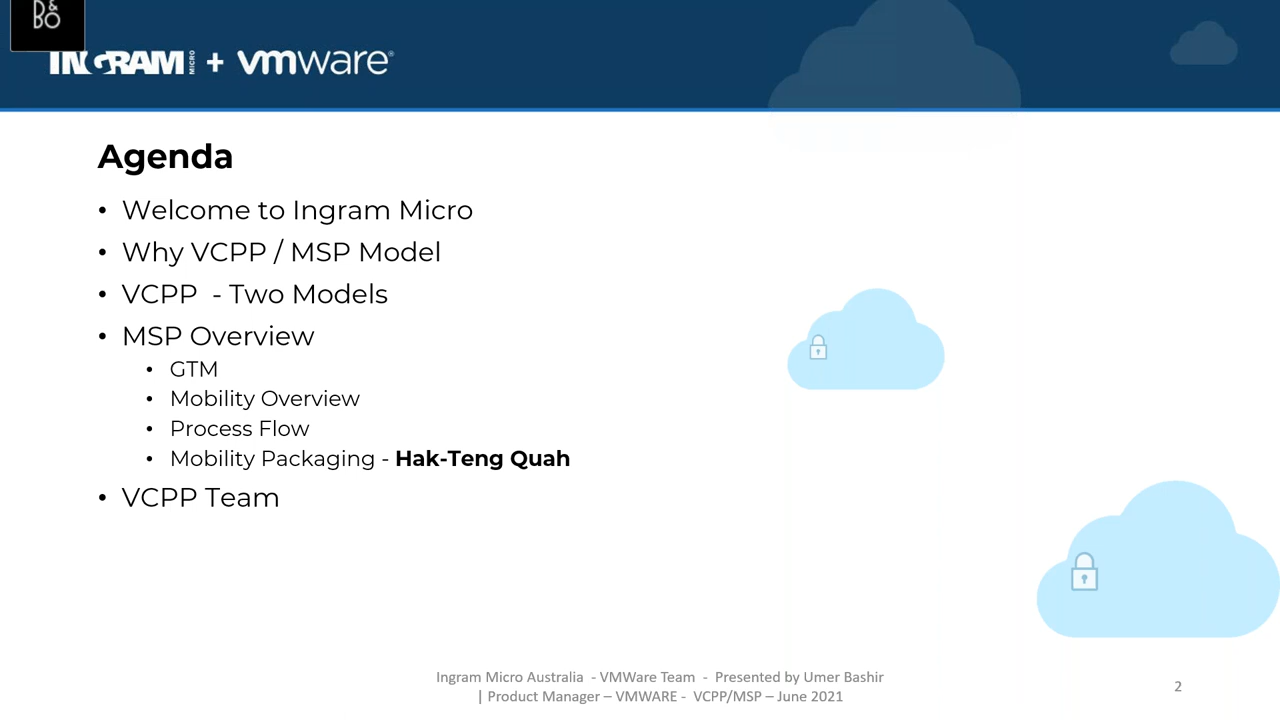 B&
BO
INGRAM MICRO + vmware®
Agenda
• Welcome to Ingram Micro
• Why VCPP / MSP Model
• VCPP - Two Models
• MSP Overview
• GTM
• Mobility Overview
• Process Flow
• Mobility Packaging - Hak-Teng Quah
• VCPP Team
Ingram Micro Australia - VMWare Team - Presented by Umer Bashir
| Product Manager – VMWARE - VCPP/MSP – June 2021
2